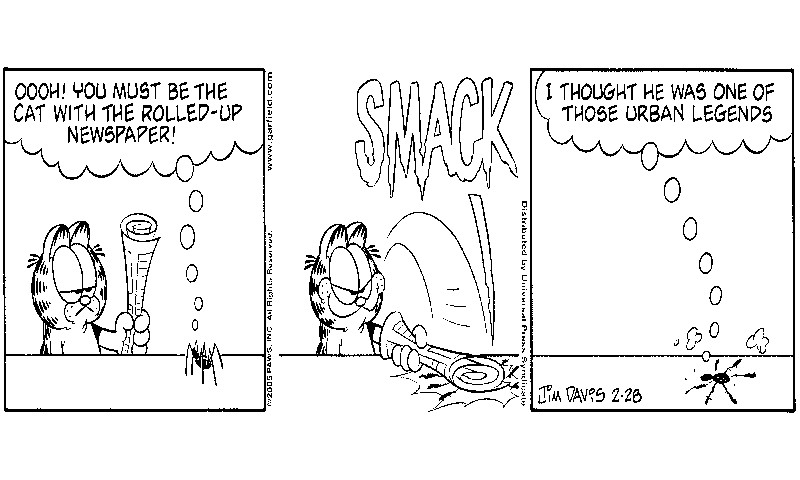 OOOH! YOU MUST BE THE
CAT WITH THE ROLLED-UP
NEWSPAPER!
www.garfield.com
©2005 PAWS, INC. All Rights Reserved.
SMACK
Distributed by Universal Press Syndicate
I THOUGHT HE WAS ONE OF
THOSE URBAN LEGENDS
JIM DAVIS 2-28